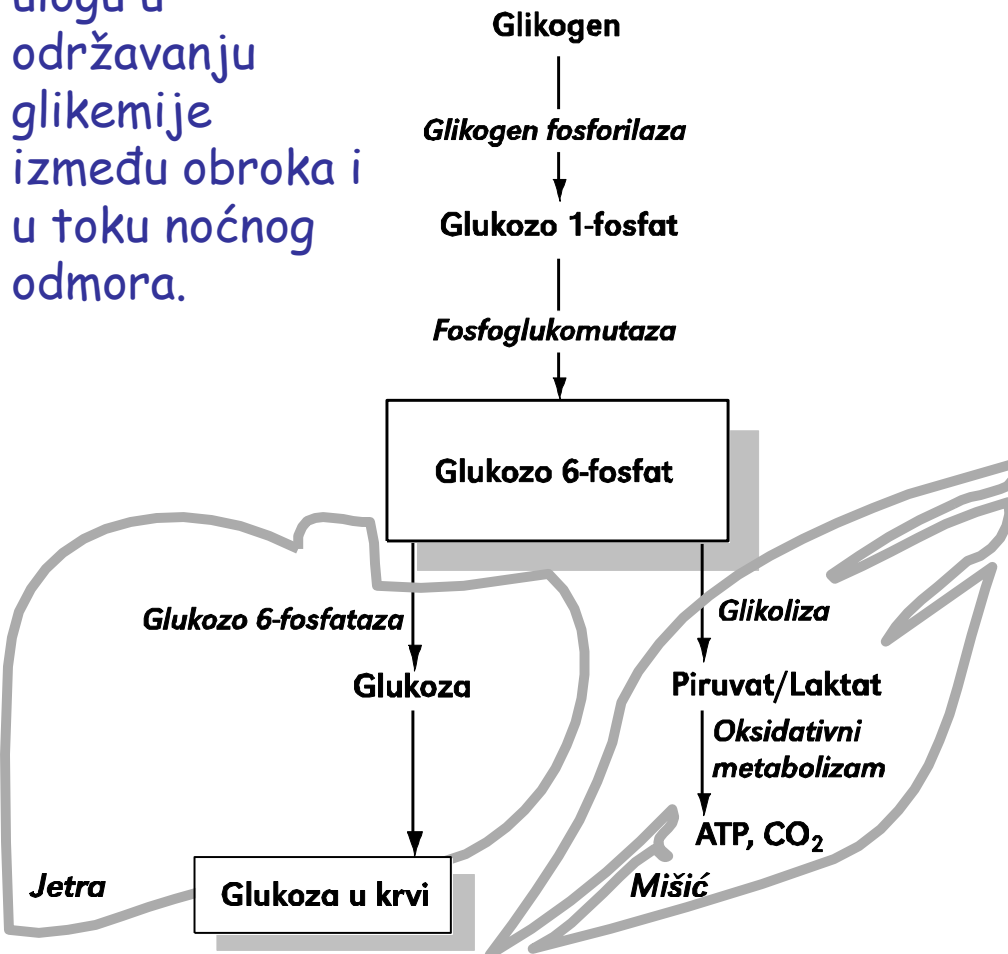 ulogu u
održavanju
glikemije
između obroka i
u toku noćnog
odmora.
Glikogen
Glikogen fosforilaza
Glukozo 1-fosfat
Fosfoglukomutaza
Glukozo 6-fosfat
Glukozo 6-fosfataza
Glukoza
Glukoza u krvi
Jetra
Glikoliza
Piruvat/Laktat
Oksidativni
metabolizam
ATP, CO₂
Mišić